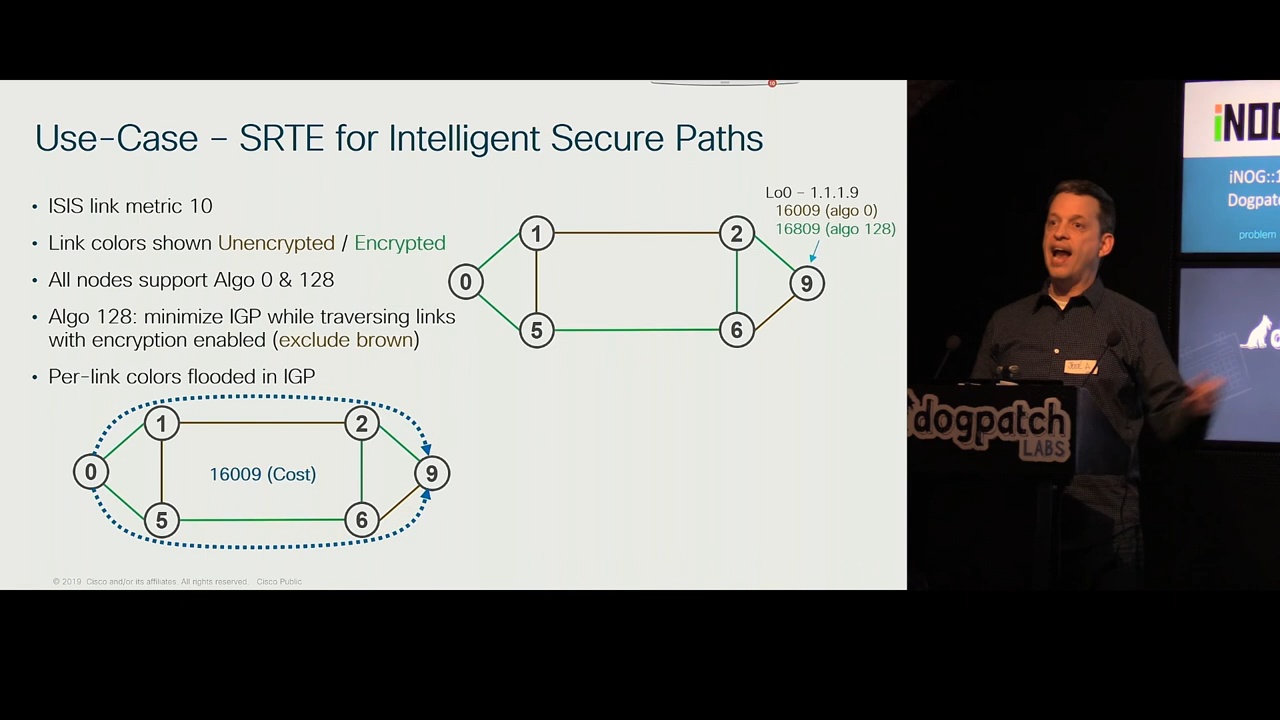 Use-Case – SRTE for Intelligent Secure Paths
• ISIS link metric 10
• Link colors shown Unencrypted / Encrypted
• All nodes support Algo 0 & 128
• Algo 128: minimize IGP while traversing links
with encryption enabled (exclude brown)
• Per-link colors flooded in IGP
Lo0 – 1.1.1.9
16009 (algo 0)
16809 (algo 128)
1
2
0
9
5
6
1
2
0
16009 (Cost)
9
5
6
© 2019 Cisco and/or its affiliates. All rights reserved. Cisco Public
iNO
iNOG::1
Dogpatc
problem
dogpatch
LABS